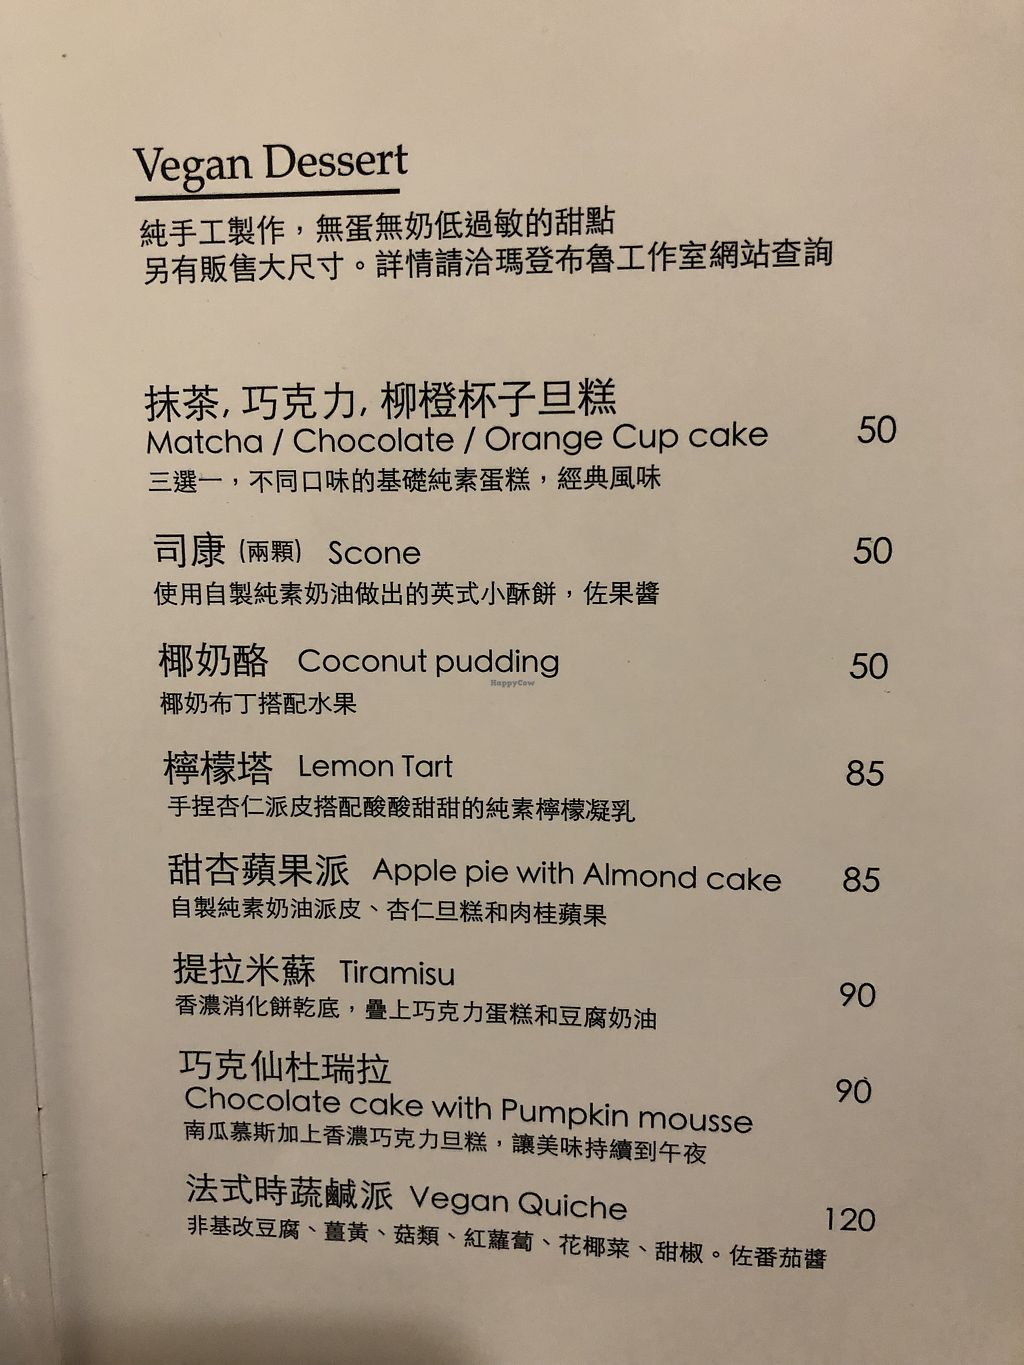 Vegan Dessert
純手工製作，無蛋無奶低過敏的甜點
另有販售大尺寸。詳情請洽瑪登布魯工作室網站查詢
抹茶, 巧克力, 柳橙杯子旦糕
Matcha / Chocolate / Orange Cup cake 50
三選一，不同口味的基礎純素蛋糕，經典風味
司康 (兩顆) Scone 50
使用自製純素奶油做出的英式小酥餅，佐果醬
椰奶酪 Coconut pudding 50
HappyCow
椰奶布丁搭配水果
檸檬塔 Lemon Tart 85
手捏杏仁派皮搭配酸酸甜甜的純素檸檬凝乳
甜杏蘋果派 Apple pie with Almond cake 85
自製純素奶油派皮、杏仁旦糕和肉桂蘋果
提拉米蘇 Tiramisu 90
香濃消化餅乾底，疊上巧克力蛋糕和豆腐奶油
巧克仙杜瑞拉
Chocolate cake with Pumpkin mousse 90
南瓜慕斯加上香濃巧克力旦糕，讓美味持續到午夜
法式時蔬鹹派 Vegan Quiche 120
非基改豆腐、薑黃、菇類、紅蘿蔔、花椰菜、甜椒。佐番茄醬